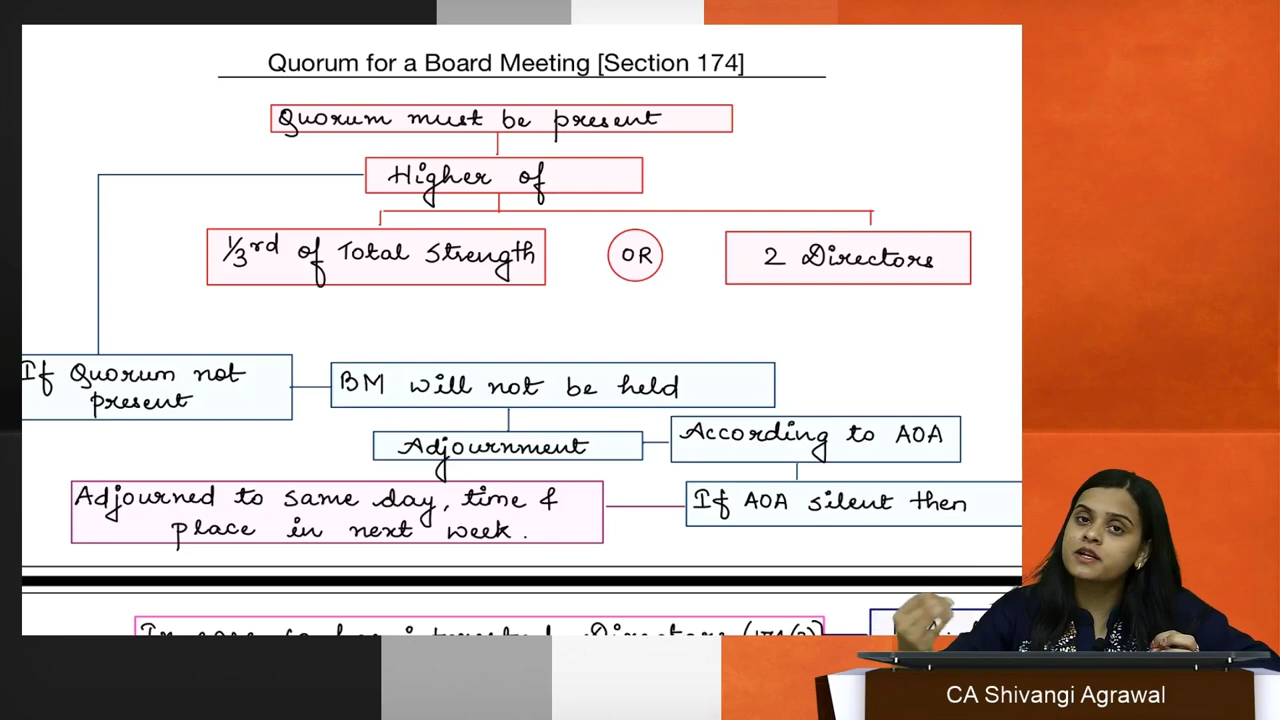 Quorum for a Board Meeting [Section 174]
Quorum must be present
Higher of
1/3rd of Total Strength
OR
2 Directors
If Quorum not
present
BM will not be held
Adjournment
According to AOA
If AOA silent then
Adjourned to same day, time &
place in next week.
Directors
CA Shivangi Agrawal